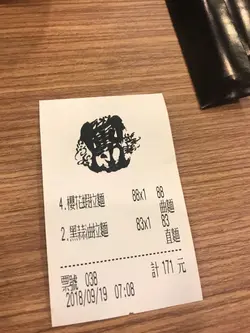 4.櫻花蝦拉麵 88x1 88
曲麵
2.黑蒜油拉麵 83x1 83
直麵
票號 038 計 171 元
2018/09/19 07:08